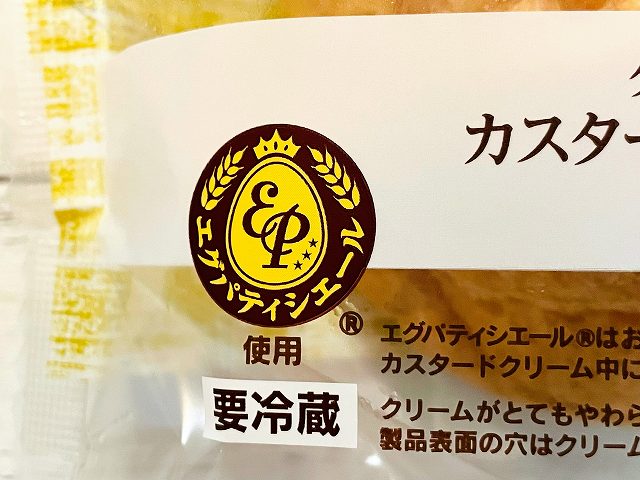 カスター
EP
エグパティシエール
®
使用
要冷蔵
エグパティシエール®はお
カスタードクリーム中に
クリームがとてもやわら
製品表面の穴はクリーム